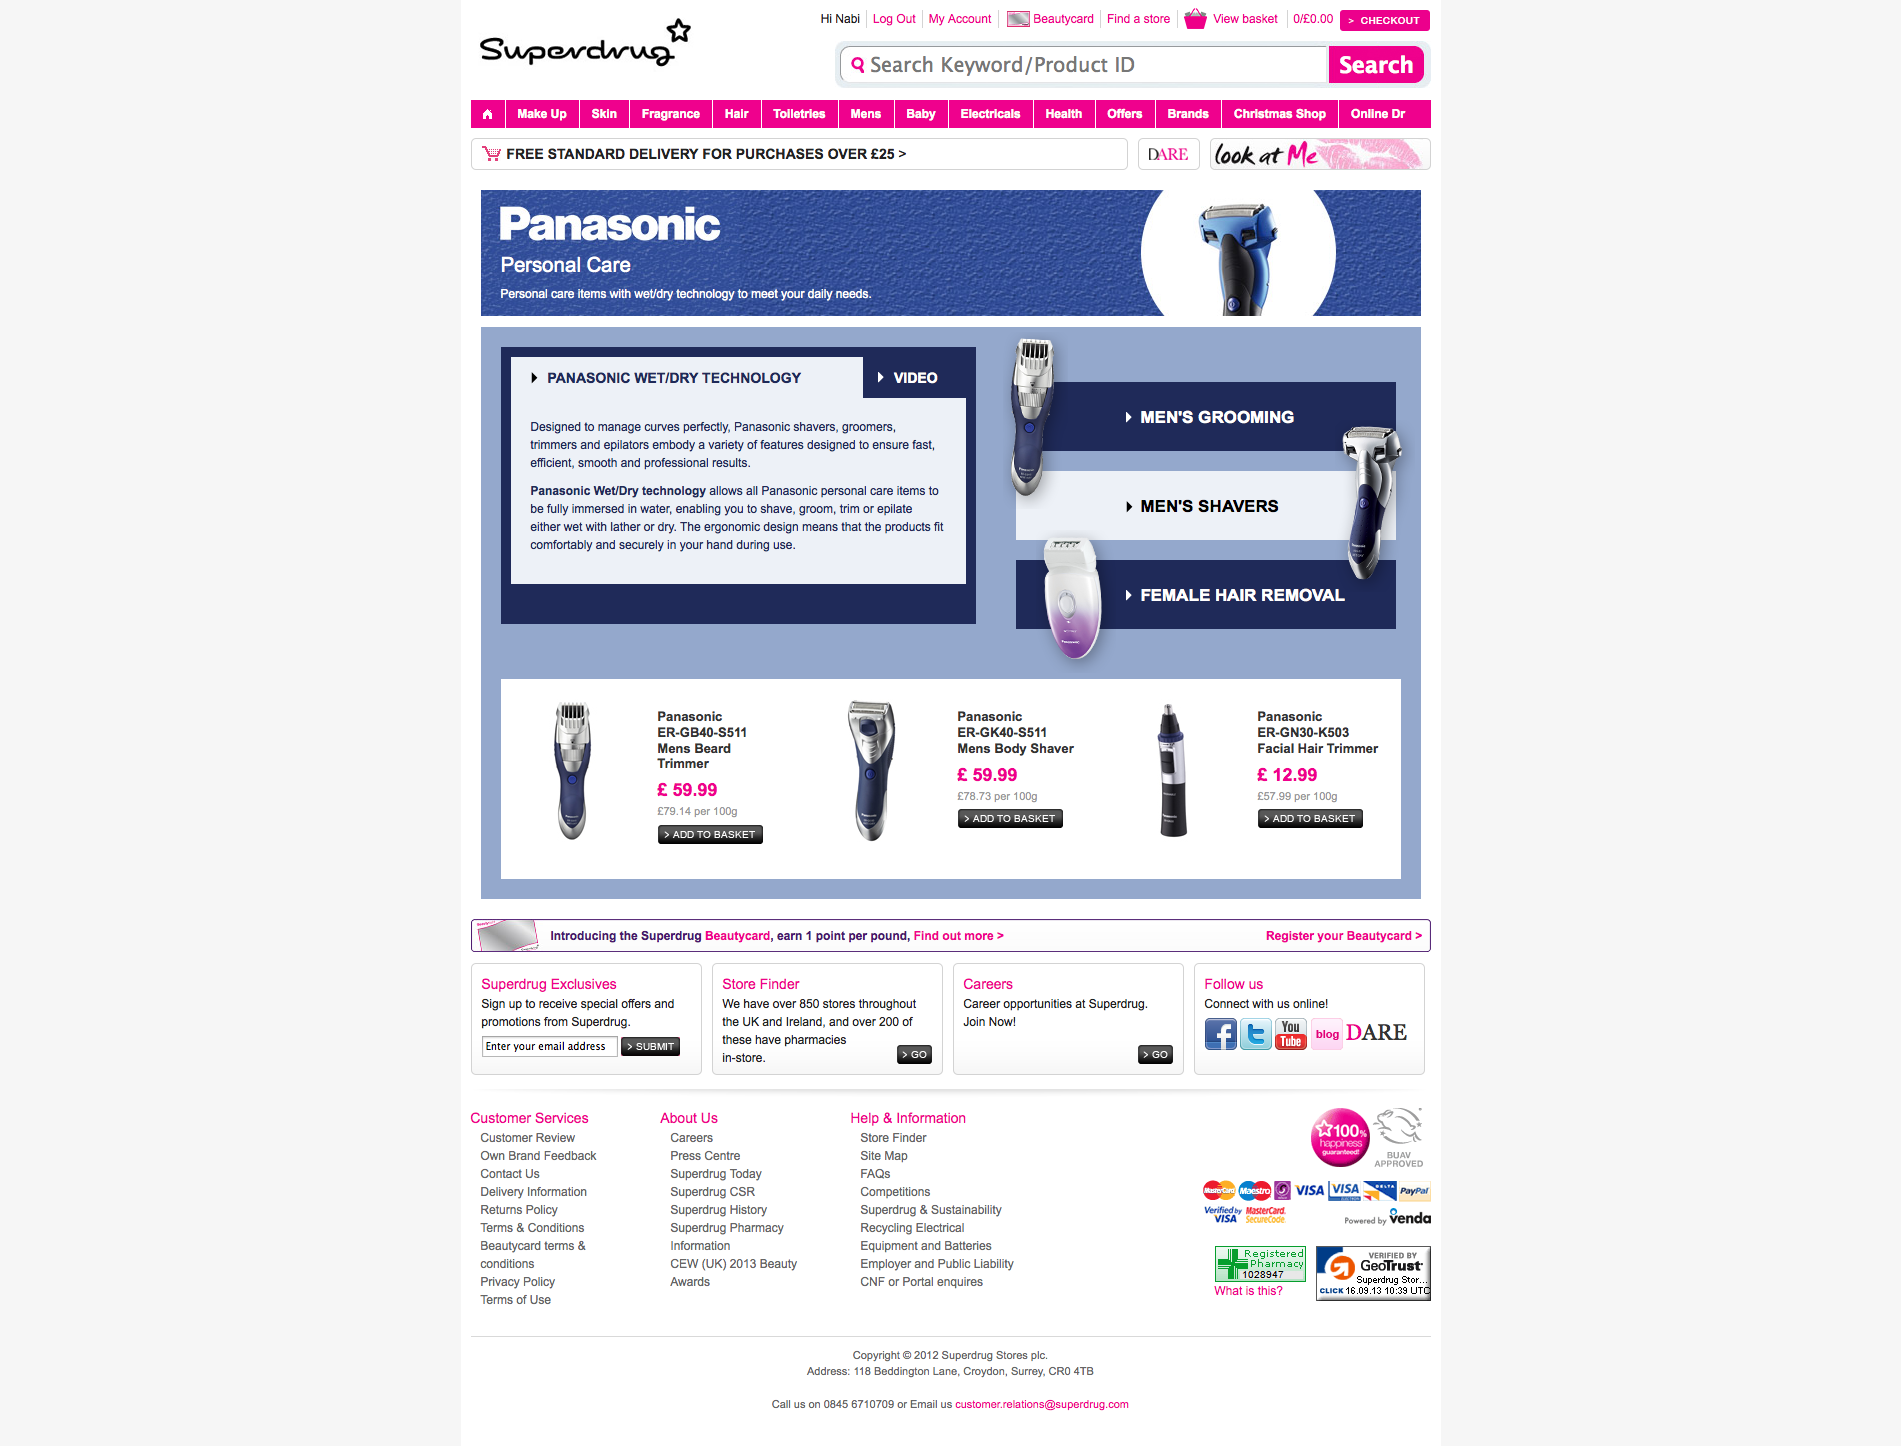 Hi Nabi Log Out My Account Beautycard Find a store View basket 0/£0.00 > CHECKOUT
Superdrug
Search Keyword/Product ID Search
Make Up Skin Fragrance Hair Toiletries Mens Baby Electricals Health Offers Brands Christmas Shop Online Dr
FREE STANDARD DELIVERY FOR PURCHASES OVER £25 > DARE look at Me
Panasonic
Personal Care
Personal care items with wet/dry technology to meet your daily needs.
PANASONIC WET/DRY TECHNOLOGY VIDEO
Designed to manage curves perfectly, Panasonic shavers, groomers,
trimmers and epilators embody a variety of features designed to ensure fast,
efficient, smooth and professional results.
Panasonic Wet/Dry technology allows all Panasonic personal care items to
be fully immersed in water, enabling you to shave, groom, trim or epilate
either wet with lather or dry. The ergonomic design means that the products fit
comfortably and securely in your hand during use.
MEN'S GROOMING
MEN'S SHAVERS
FEMALE HAIR REMOVAL
Panasonic
ER-GB40-S511
Mens Beard
Trimmer
£ 59.99
£79.14 per 100g
> ADD TO BASKET
Panasonic
ER-GK40-S511
Mens Body Shaver
£ 59.99
£78.73 per 100g
> ADD TO BASKET
Panasonic
ER-GN30-K503
Facial Hair Trimmer
£ 12.99
£57.99 per 100g
> ADD TO BASKET
Introducing the Superdrug Beautycard, earn 1 point per pound, Find out more > Register your Beautycard >
Superdrug Exclusives
Sign up to receive special offers and
promotions from Superdrug.
Enter your email address > SUBMIT
Store Finder
We have over 850 stores throughout
the UK and Ireland, and over 200 of
these have pharmacies
in-store.
> GO
Careers
Career opportunities at Superdrug.
Join Now!
> GO
Follow us
Connect with us online!
You Tube blog DARE
Customer Services
Customer Review
Own Brand Feedback
Contact Us
Delivery Information
Returns Policy
Terms & Conditions
Beautycard terms &
conditions
Privacy Policy
Terms of Use
About Us
Careers
Press Centre
Superdrug Today
Superdrug CSR
Superdrug History
Superdrug Pharmacy
Information
CEW (UK) 2013 Beauty
Awards
Help & Information
Store Finder
Site Map
FAQs
Competitions
Superdrug & Sustainability
Recycling Electrical
Equipment and Batteries
Employer and Public Liability
CNF or Portal enquires
100%
happiness
guaranteed!
BUAV
APPROVED
MasterCard Maestro VISA VISA ELECTRON DELTA PayPal
Verified by VISA MasterCard. SecureCode
Powered by venda
Registered
Pharmacy
1028947
What is this?
VERIFIED BY
GeoTrust
Superdrug Stor...
CLICK 16.09.13 10:39 UTC
Copyright © 2012 Superdrug Stores plc.
Address: 118 Beddington Lane, Croydon, Surrey, CR0 4TB
Call us on 0845 6710709 or Email us customer.relations@superdrug.com